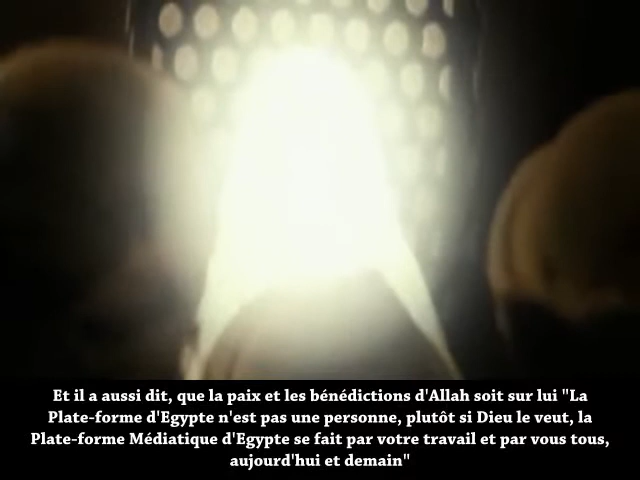 Et il a aussi dit, que la paix et les bénédictions d'Allah soit sur lui "La
Plate-forme d'Egypte n'est pas une personne, plutôt si Dieu le veut, la
Plate-forme Médiatique d'Egypte se fait par votre travail et par vous tous,
aujourd'hui et demain"